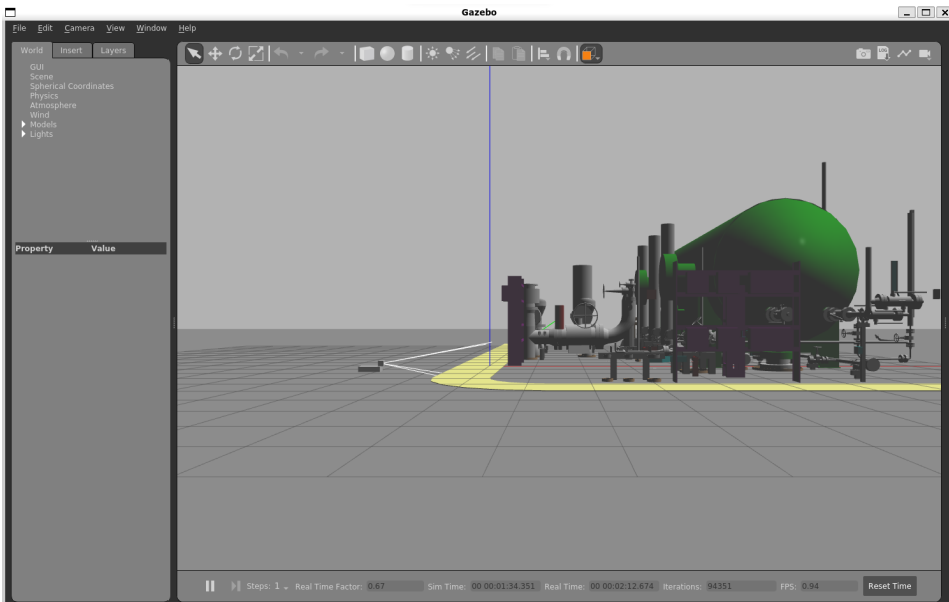 Gazebo
File Edit Camera View Window Help
World Insert Layers
GUI
Scene
Spherical Coordinates
Physics
Atmosphere
Wind
Models
Lights
Property Value
Steps: 1 Real Time Factor: 0.67 Sim Time: 00 00:01:34.351 Real Time: 00 00:02:12.674 Iterations: 94351 FPS: 0.94 Reset Time